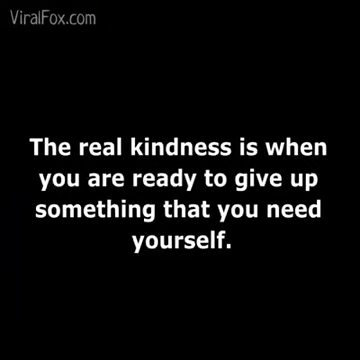 ViralFox.com
The real kindness is when
you are ready to give up
something that you need
yourself.